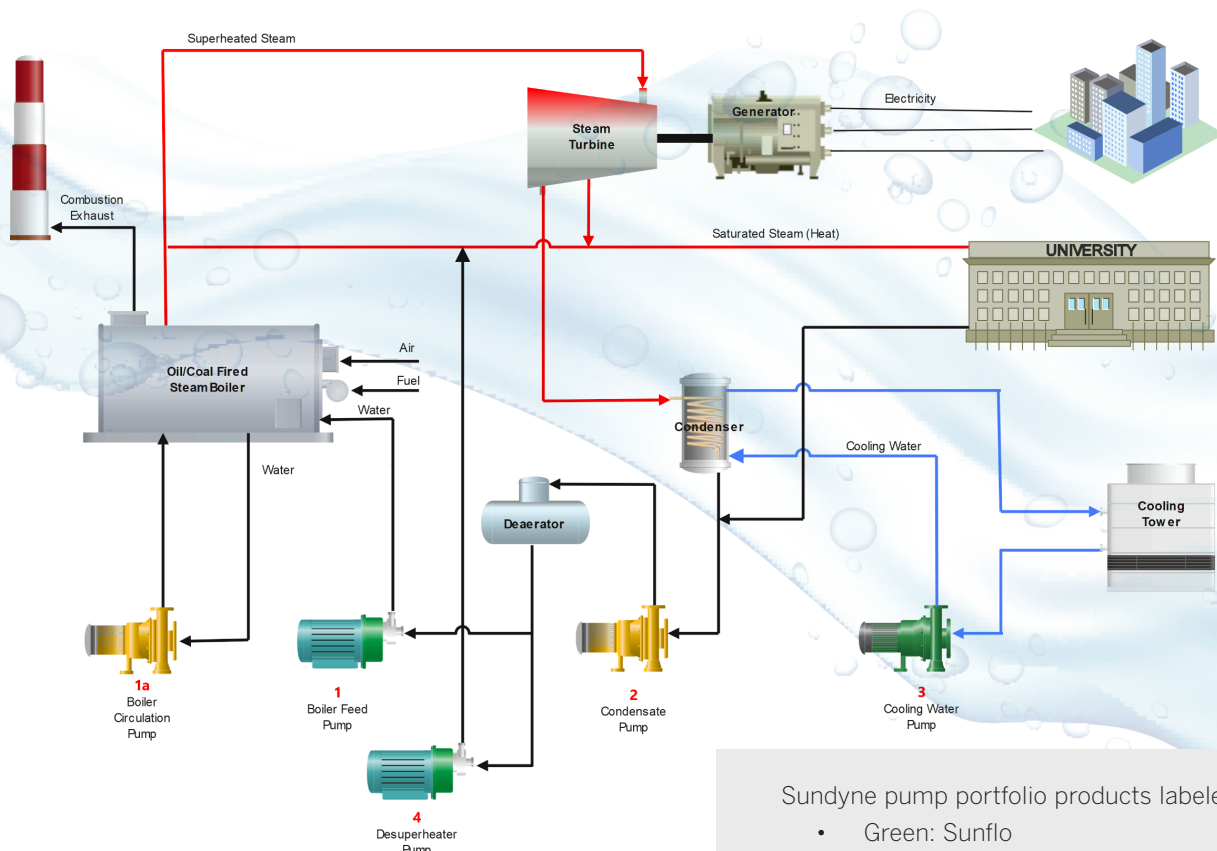 Superheated Steam
Steam
Turbine
Generator
Electricity
Combustion
Exhaust
Saturated Steam (Heat)
UNIVERSITY
Oil/Coal Fired
Steam Boiler
Air
Fuel
Water
Water
Condenser
Cooling Water
Deaerator
Cooling
Tower
1a
Boiler
Circulation
Pump
1
Boiler Feed
Pump
2
Condensate
Pump
3
Cooling Water
Pump
4
Desuperheater
Pump
Sundyne pump portfolio products labele
• Green: Sunflo